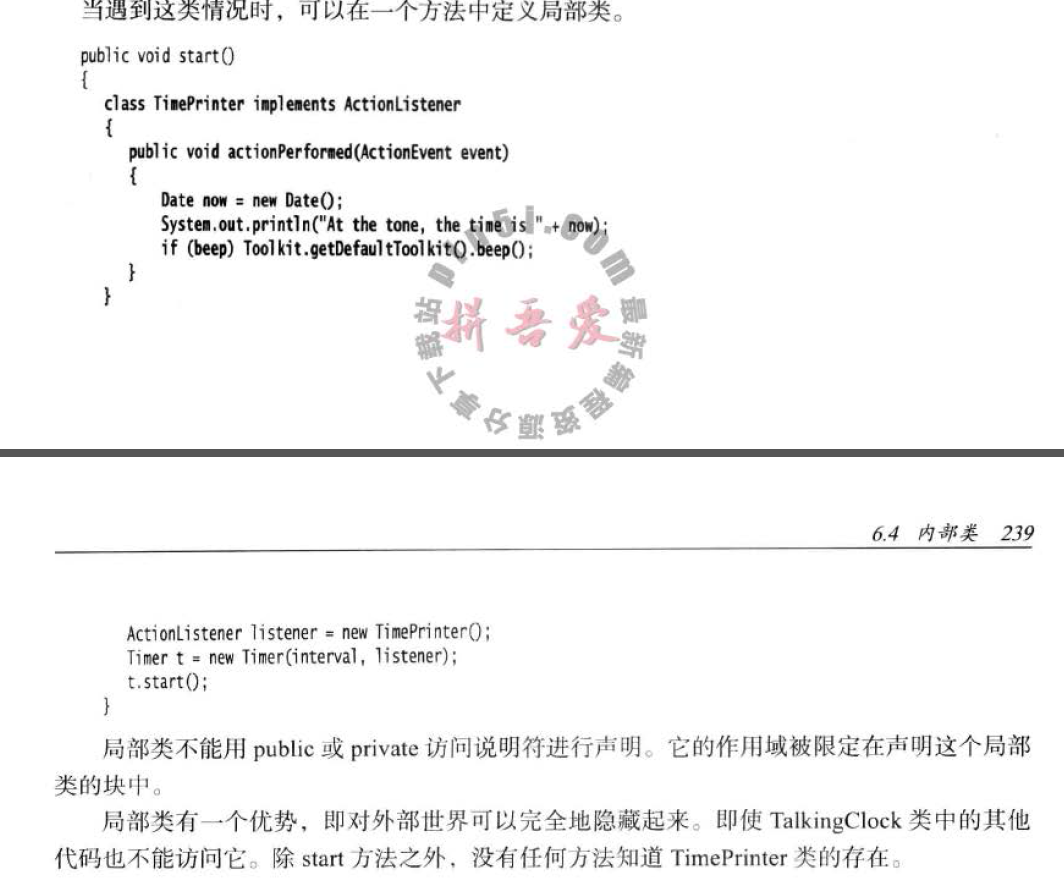 当遇到这类情况时，可以在一个方法中定义局部类。
public void start()
{
class TimePrinter implements ActionListener
{
public void actionPerformed(ActionEvent event)
{
Date now = new Date();
System.out.println("At the tone, the time is " + now);
if (beep) Toolkit.getDefaultToolkit().beep();
}
}
拼吾爱
pin5i.com
最新编程资源分享下载站
6.4 内部类 239
ActionListener listener = new TimePrinter();
Timer t = new Timer(interval, listener);
t.start();
}
局部类不能用 public 或 private 访问说明符进行声明。它的作用域被限定在声明这个局部
类的块中。
局部类有一个优势，即对外部世界可以完全地隐藏起来。即使 TalkingClock 类中的其他
代码也不能访问它。除 start 方法之外，没有任何方法知道 TimePrinter 类的存在。